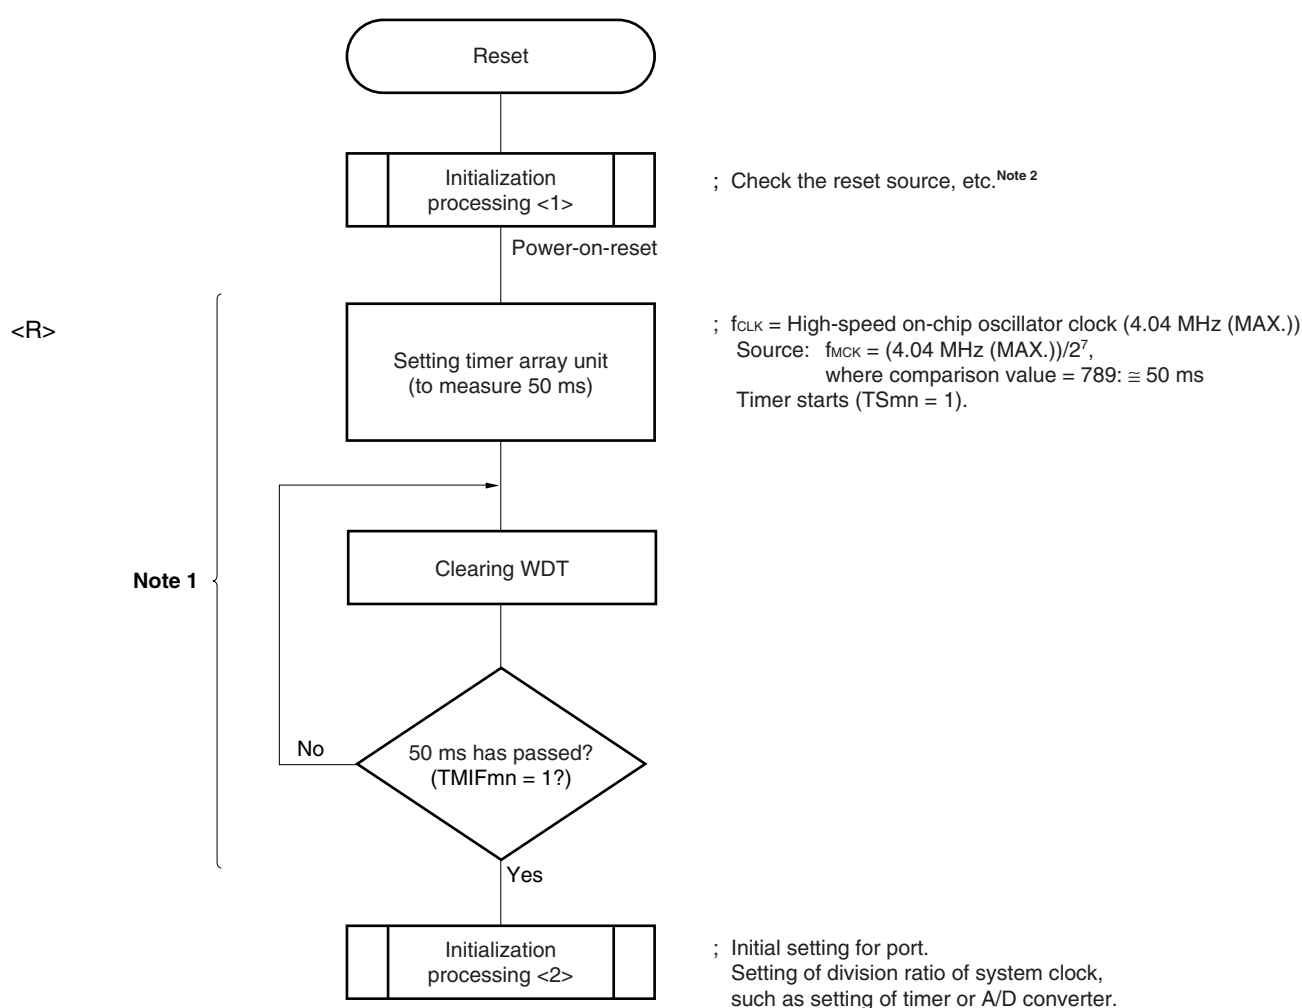 Reset
Initialization
processing <1>
; Check the reset source, etc.Note 2
Power-on-reset
<R>
Setting timer array unit
(to measure 50 ms)
; fCLK = High-speed on-chip oscillator clock (4.04 MHz (MAX.))
Source: fMCK = (4.04 MHz (MAX.))/2⁷,
where comparison value = 789: ≅ 50 ms
Timer starts (TSmn = 1).
Note 1
Clearing WDT
No
50 ms has passed?
(TMIFmn = 1?)
Yes
Initialization
processing <2>
; Initial setting for port.
Setting of division ratio of system clock,
such as setting of timer or A/D converter.